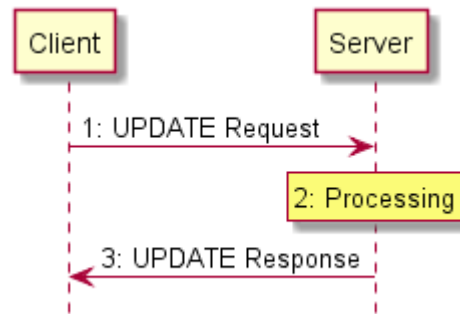 Client
Server
1: UPDATE Request
2: Processing
3: UPDATE Response